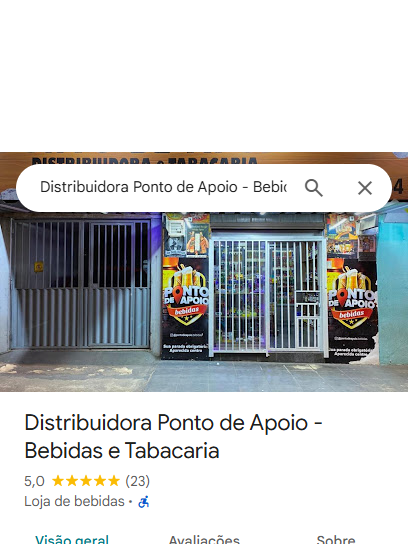 DISTRIBUIDORA e TABACARIA
Distribuidora Ponto de Apoio - Bebid
4
PONTO
DE APOIO
bebidas
Sua parada obrigatória
Aparecida centro
PONTO
DE APOIO
bebidas
Sua parada obrigatória
Aparecida centro
Distribuidora Ponto de Apoio -
Bebidas e Tabacaria
5,0 (23)
Loja de bebidas ·
Visão geral Avaliações Sobre